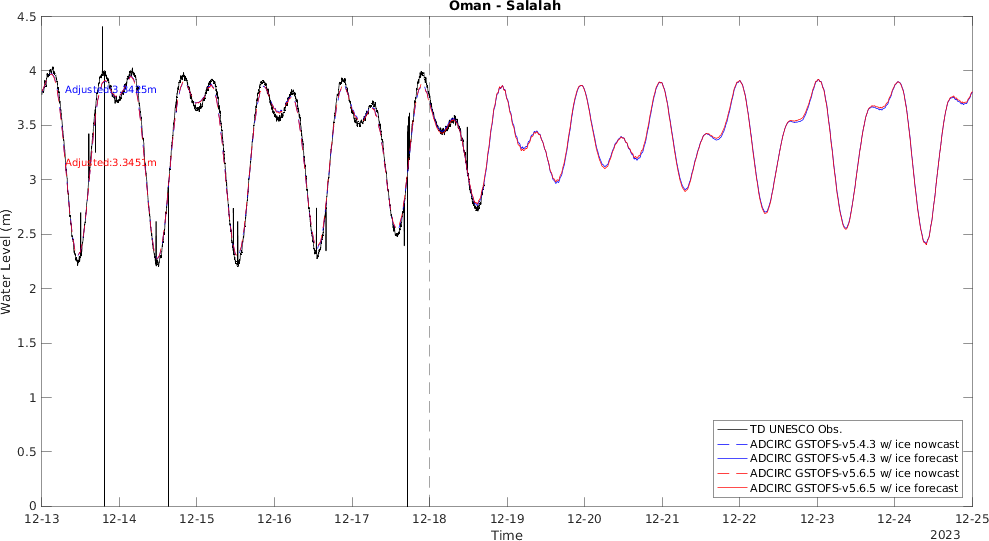 Oman - Salalah
4.5
4
3.5
3
2.5
2
1.5
1
0.5
0
Water Level (m)
Adjusted:3.3425m
Adjusted:3.3451m
TD UNESCO Obs.
ADCIRC GSTOFS-v5.4.3 w/ ice nowcast
ADCIRC GSTOFS-v5.4.3 w/ ice forecast
ADCIRC GSTOFS-v5.6.5 w/ ice nowcast
ADCIRC GSTOFS-v5.6.5 w/ ice forecast
12-13 12-14 12-15 12-16 12-17 12-18 12-19 12-20 12-21 12-22 12-23 12-24 12-25
Time
2023